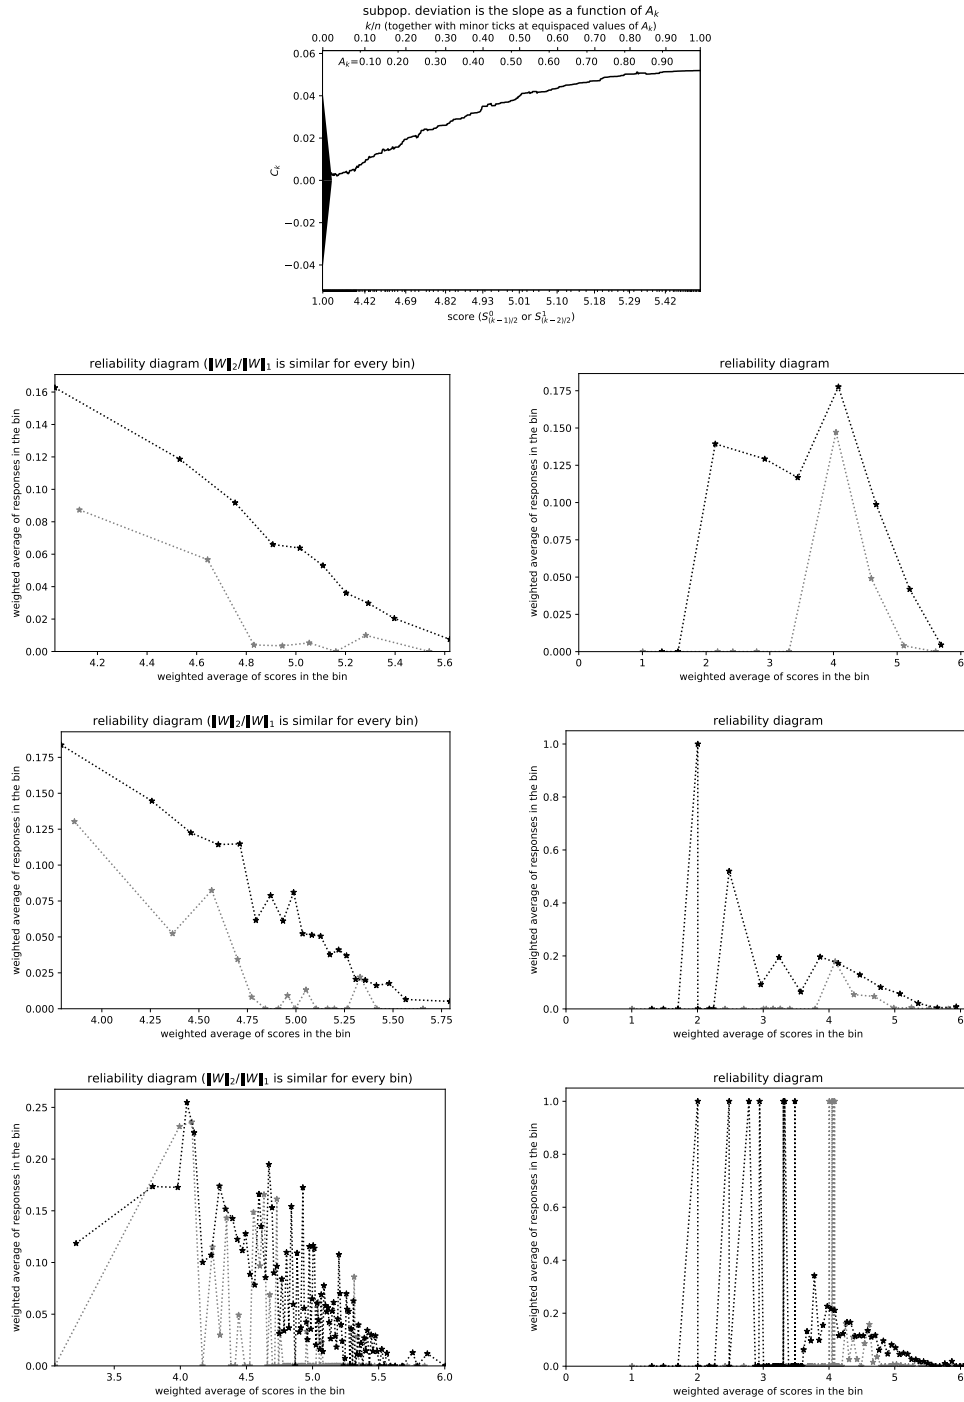 subpop. deviation is the slope as a function of A_k
k/n (together with minor ticks at equispaced values of A_k)
0.00 0.10 0.20 0.30 0.40 0.50 0.60 0.70 0.80 1.00
A_k=0.10 0.20 0.30 0.40 0.50 0.60 0.70 0.80 0.90
0.06
0.04
0.02
0.00
−0.02
−0.04
C_k
1.00 4.42 4.69 4.82 4.93 5.01 5.10 5.18 5.29 5.42
score (S^0_{(k−1)/2} or S^1_{(k−2)/2})
reliability diagram (‖W‖_2/‖W‖_1 is similar for every bin)
0.16
0.14
0.12
0.10
0.08
0.06
0.04
0.02
0.00
weighted average of responses in the bin
4.2 4.4 4.6 4.8 5.0 5.2 5.4 5.6
weighted average of scores in the bin
reliability diagram
0.175
0.150
0.125
0.100
0.075
0.050
0.025
0.000
weighted average of responses in the bin
0 1 2 3 4 5 6
weighted average of scores in the bin
reliability diagram (‖W‖_2/‖W‖_1 is similar for every bin)
0.175
0.150
0.125
0.100
0.075
0.050
0.025
0.000
weighted average of responses in the bin
4.00 4.25 4.50 4.75 5.00 5.25 5.50 5.75
weighted average of scores in the bin
reliability diagram
1.0
0.8
0.6
0.4
0.2
0.0
weighted average of responses in the bin
0 1 2 3 4 5 6
weighted average of scores in the bin
reliability diagram (‖W‖_2/‖W‖_1 is similar for every bin)
0.25
0.20
0.15
0.10
0.05
0.00
weighted average of responses in the bin
3.5 4.0 4.5 5.0 5.5 6.0
weighted average of scores in the bin
reliability diagram
1.0
0.8
0.6
0.4
0.2
0.0
weighted average of responses in the bin
0 1 2 3 4 5 6
weighted average of scores in the bin